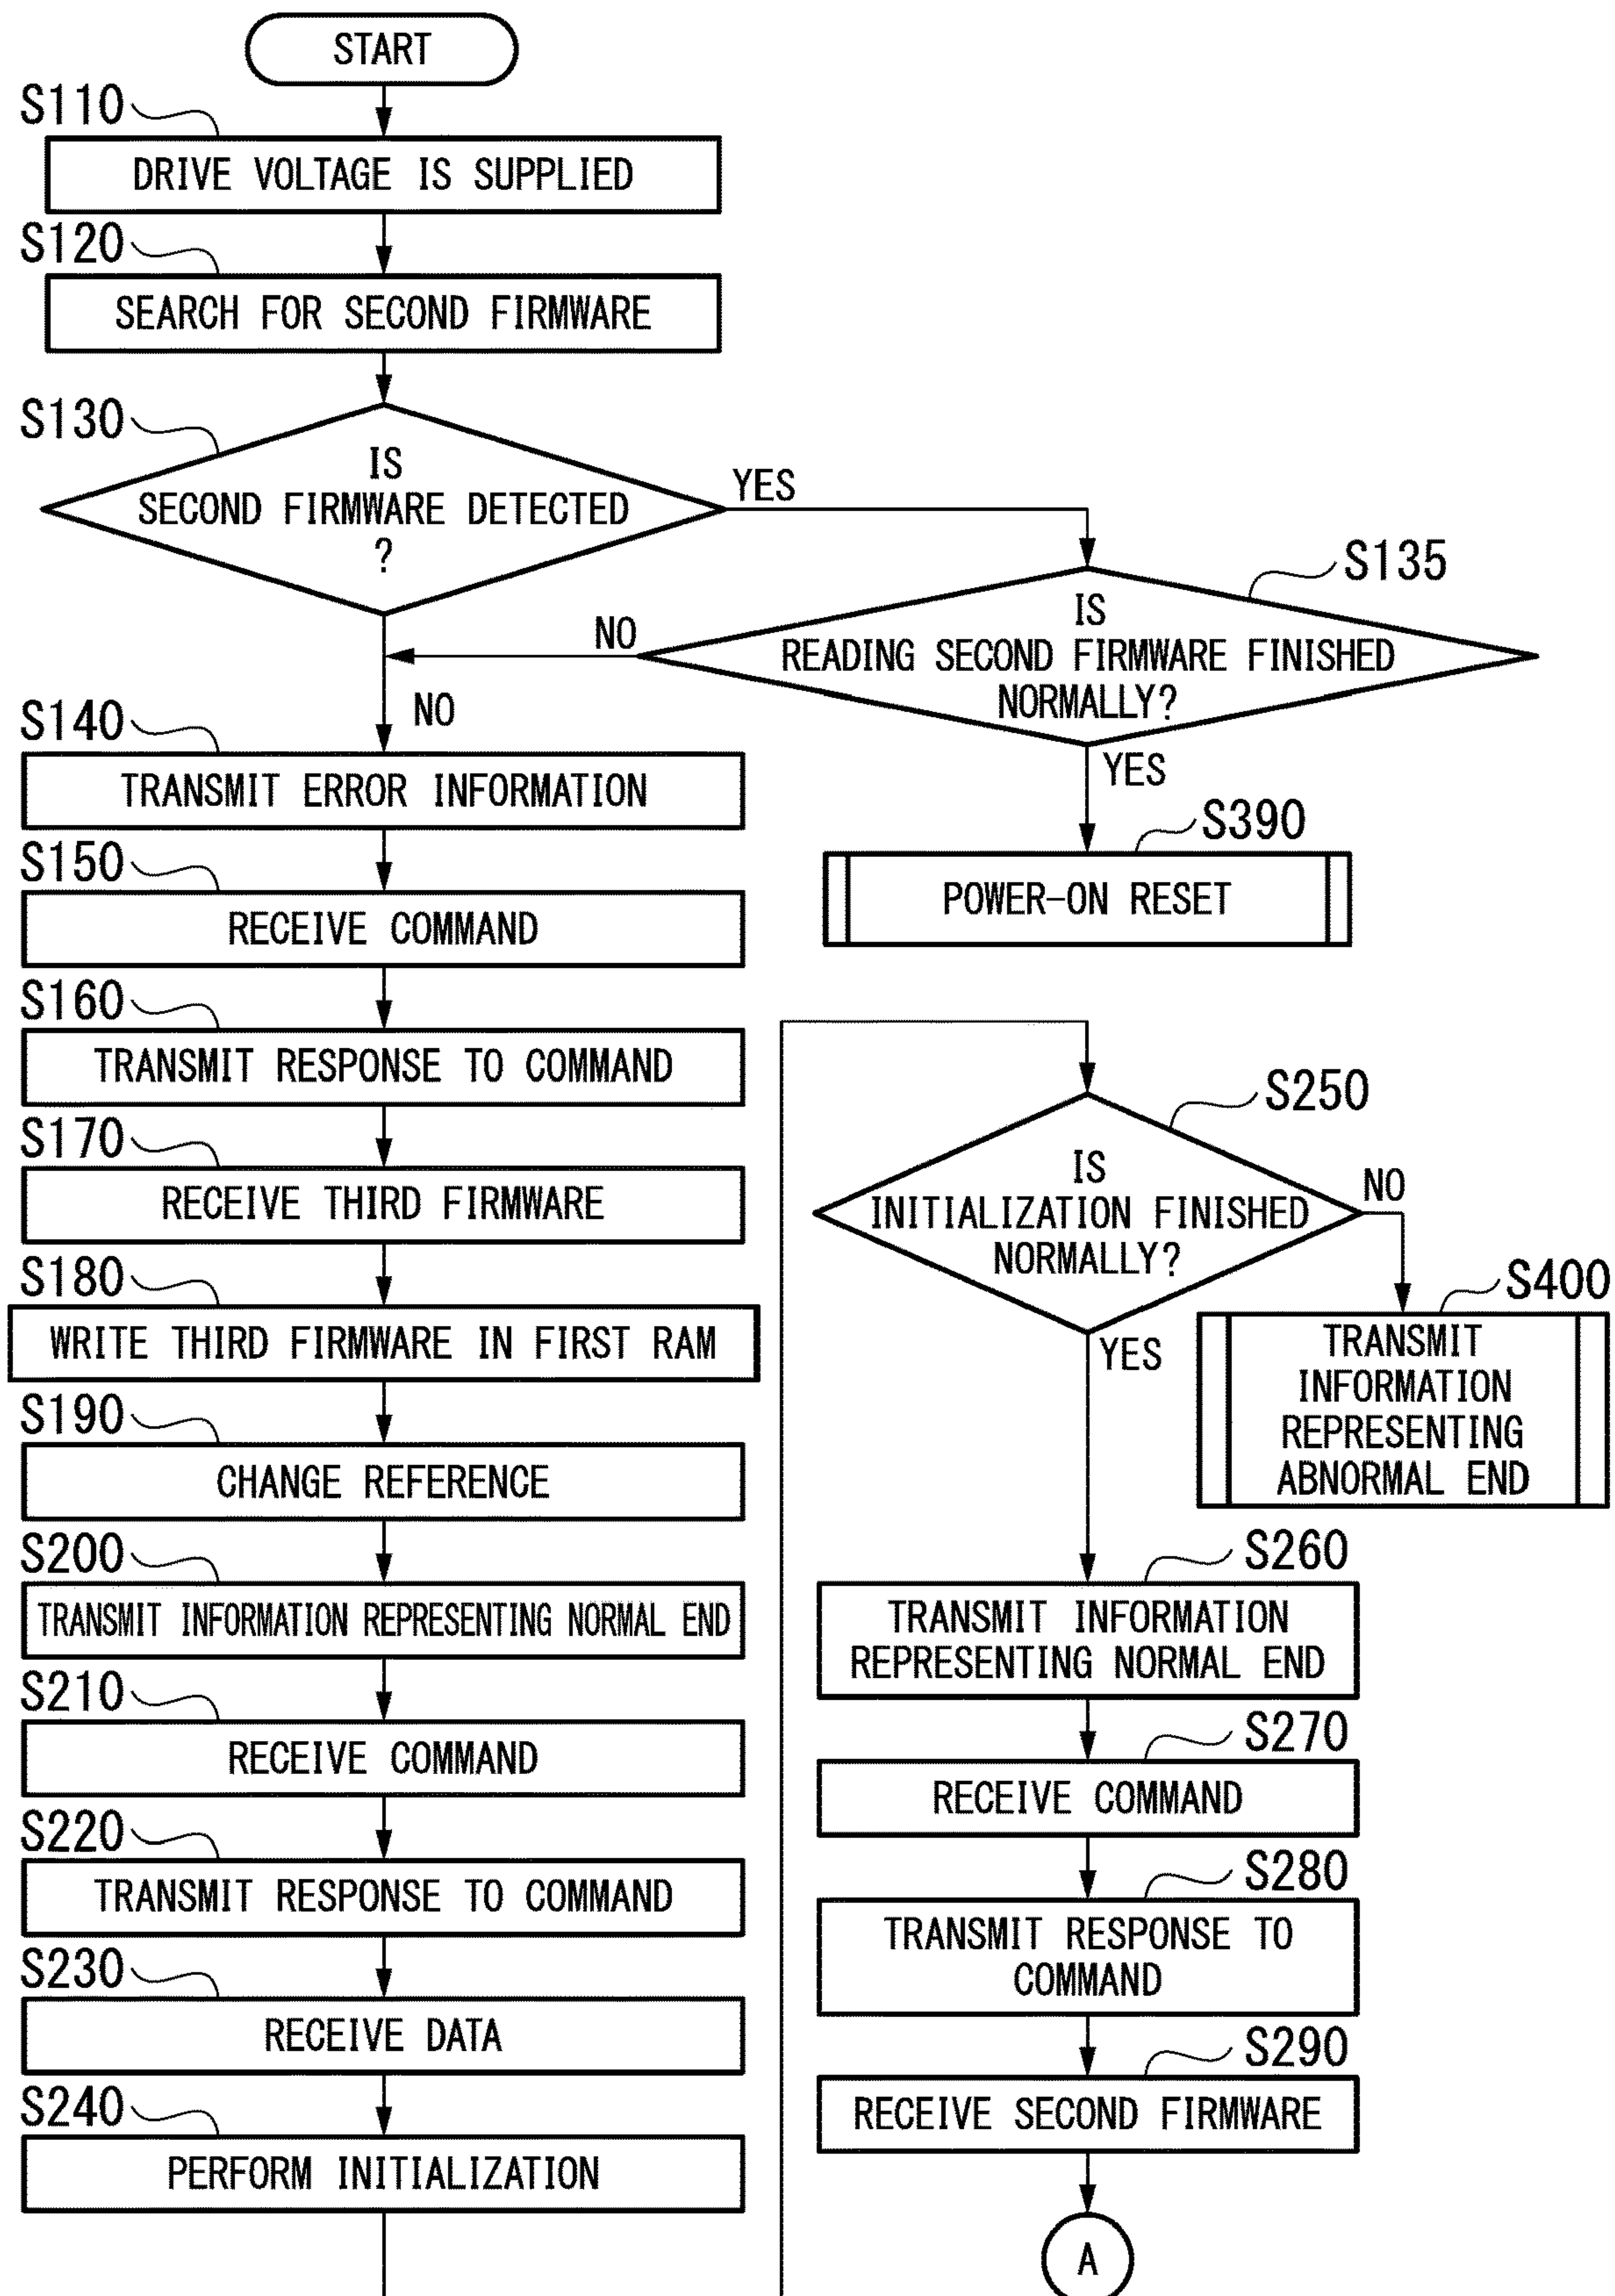 START
S110
DRIVE VOLTAGE IS SUPPLIED
S120
SEARCH FOR SECOND FIRMWARE
S130
IS
SECOND FIRMWARE DETECTED
?
YES
NO
S135
IS
READING SECOND FIRMWARE FINISHED
NORMALLY?
NO
YES
S390
POWER-ON RESET
S140
TRANSMIT ERROR INFORMATION
S150
RECEIVE COMMAND
S160
TRANSMIT RESPONSE TO COMMAND
S170
RECEIVE THIRD FIRMWARE
S180
WRITE THIRD FIRMWARE IN FIRST RAM
S190
CHANGE REFERENCE
S200
TRANSMIT INFORMATION REPRESENTING NORMAL END
S210
RECEIVE COMMAND
S220
TRANSMIT RESPONSE TO COMMAND
S230
RECEIVE DATA
S240
PERFORM INITIALIZATION
S250
IS
INITIALIZATION FINISHED
NORMALLY?
NO
YES
S400
TRANSMIT
INFORMATION
REPRESENTING
ABNORMAL END
S260
TRANSMIT INFORMATION
REPRESENTING NORMAL END
S270
RECEIVE COMMAND
S280
TRANSMIT RESPONSE TO
COMMAND
S290
RECEIVE SECOND FIRMWARE
A